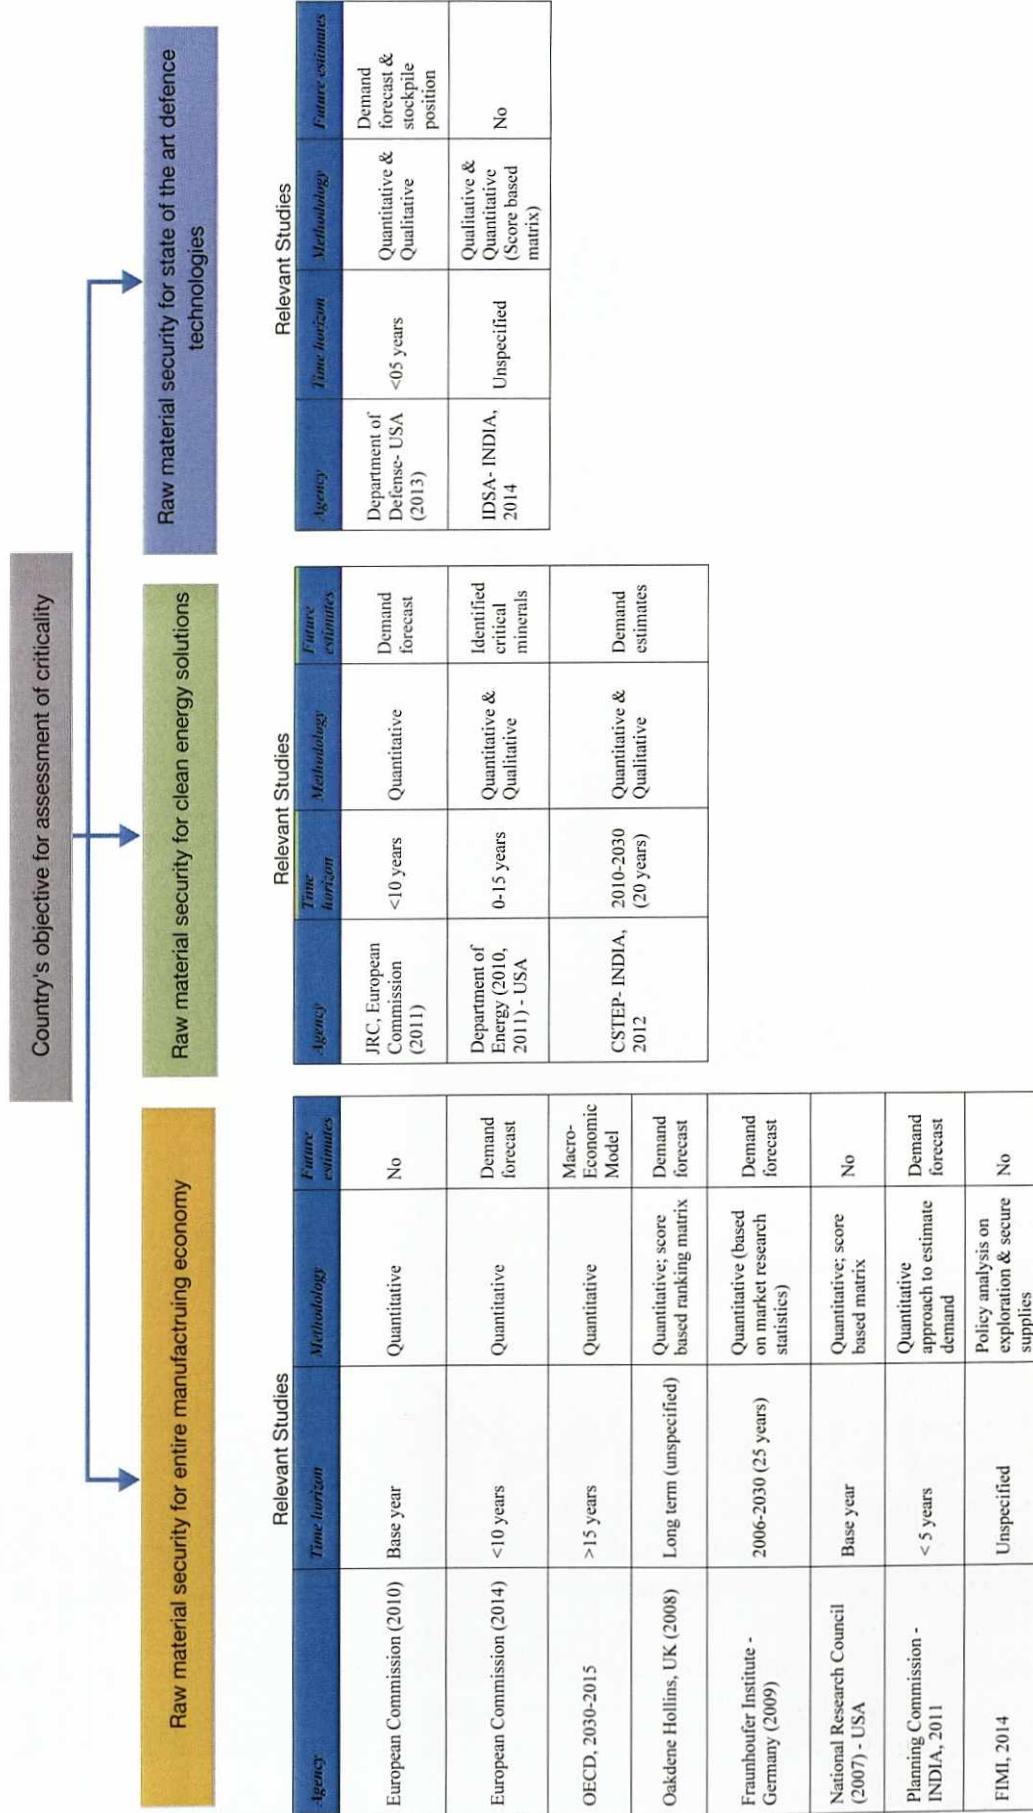 Country's objective for assessment of criticality
Raw material security for entire manufactruing economy
Relevant Studies
Agency Time horizon Methodology Future
estimates
European Commission (2010) Base year Quantitative No
European Commission (2014) <10 years Quantitative Demand
forecast
OECD, 2030-2015 >15 years Quantitative Macro-
Economic
Model
Oakdene Hollins, UK (2008) Long term (unspecified) Quantitative; score
based ranking matrix Demand
forecast
Fraunhoufer Institute -
Germany (2009) 2006-2030 (25 years) Quantitative (based
on market research
statistics) Demand
forecast
National Research Council
(2007) - USA Base year Quantitative; score
based matrix No
Planning Commission -
INDIA, 2011 < 5 years Quantitative
approach to estimate
demand Demand
forecast
FIMI, 2014 Unspecified Policy analysis on
exploration & secure
supplies No
Raw material security for clean energy solutions
Relevant Studies
Agency Time
horizon Methodology Future
estimates
JRC, European
Commission
(2011) <10 years Quantitative Demand
forecast
Department of
Energy (2010,
2011) - USA 0-15 years Quantitative &
Qualitative Identified
critical
minerals
CSTEP- INDIA,
2012 2010-2030
(20 years) Quantitative &
Qualitative Demand
estimates
Raw material security for state of the art defence
technologies
Relevant Studies
Agency Time horizon Methodology Future estimates
Department of
Defense- USA
(2013) <05 years Quantitative &
Qualitative Demand
forecast &
stockpile
position
IDSA- INDIA,
2014 Unspecified Qualitative &
Quantitative
(Score based
matrix) No